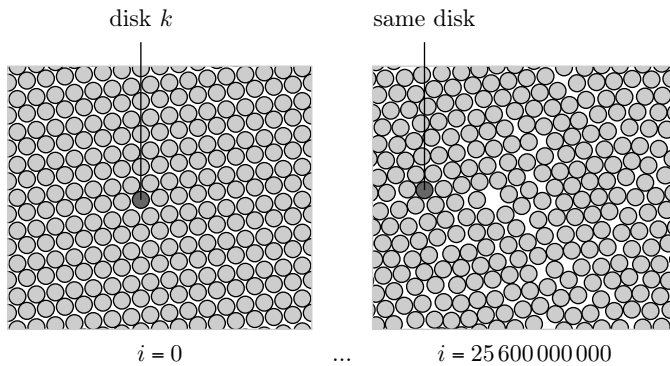 disk k same disk
i = 0 ... i = 25 600 000 000